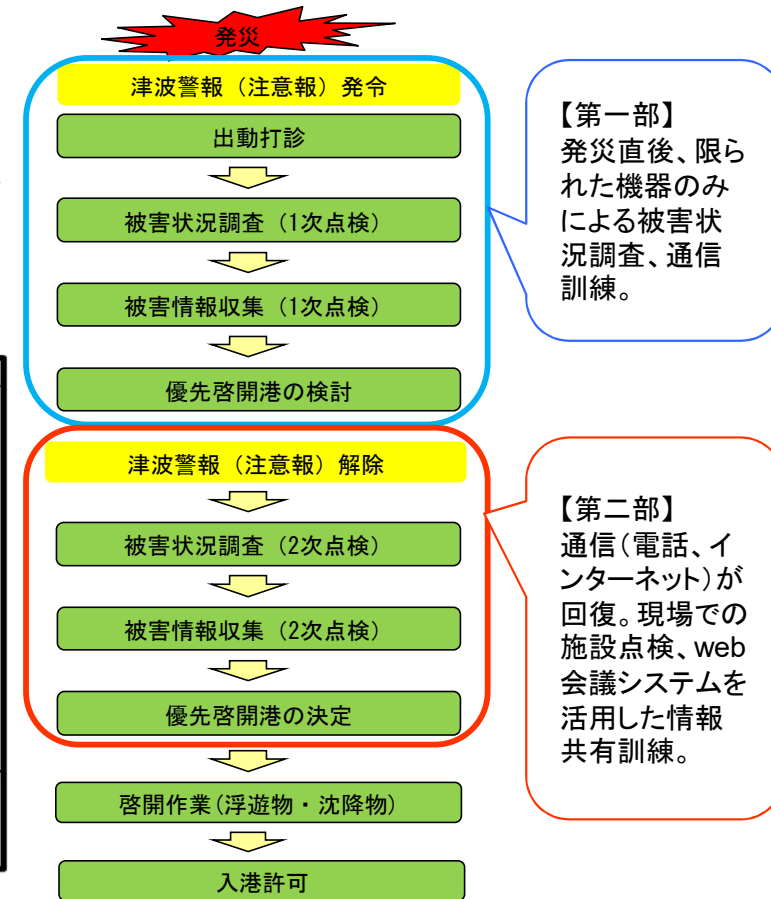 発災
津波警報（注意報）発令
出動打診
被害状況調査（1次点検）
被害情報収集（1次点検）
優先啓開港の検討
【第一部】
発災直後、限ら
れた機器のみ
による被害状
況調査、通信
訓練。
津波警報（注意報）解除
被害状況調査（2次点検）
被害情報収集（2次点検）
優先啓開港の決定
【第二部】
通信（電話、イ
ンターネット）が
回復。現場での
施設点検、web
会議システムを
活用した情報
共有訓練。
啓開作業（浮遊物・沈降物）
入港許可